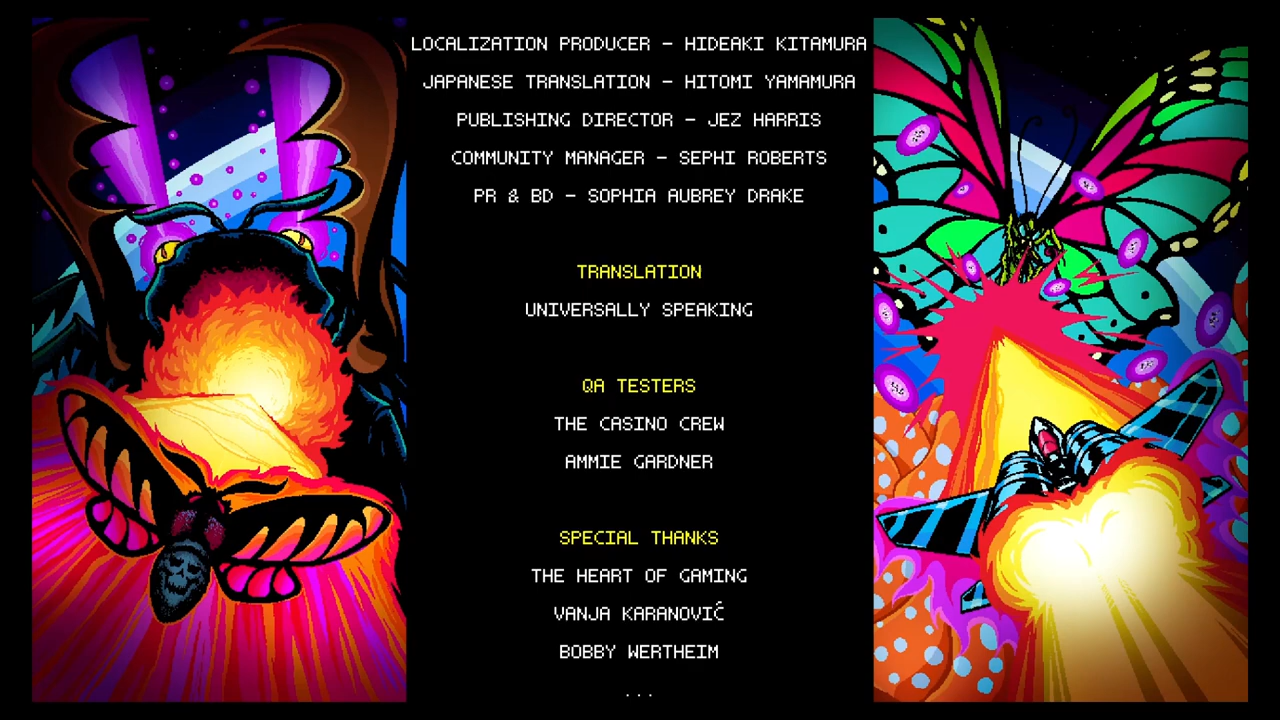 LOCALIZATION PRODUCER - HIDEAKI KITAMURA
JAPANESE TRANSLATION - HITOMI YAMAMURA
PUBLISHING DIRECTOR - JEZ HARRIS
COMMUNITY MANAGER - SEPHI ROBERTS
PR & BD - SOPHIA AUBREY DRAKE
TRANSLATION
UNIVERSALLY SPEAKING
QA TESTERS
THE CASINO CREW
AMMIE GARDNER
SPECIAL THANKS
THE HEART OF GAMING
VANJA KARANOVIĆ
BOBBY WERTHEIM
...